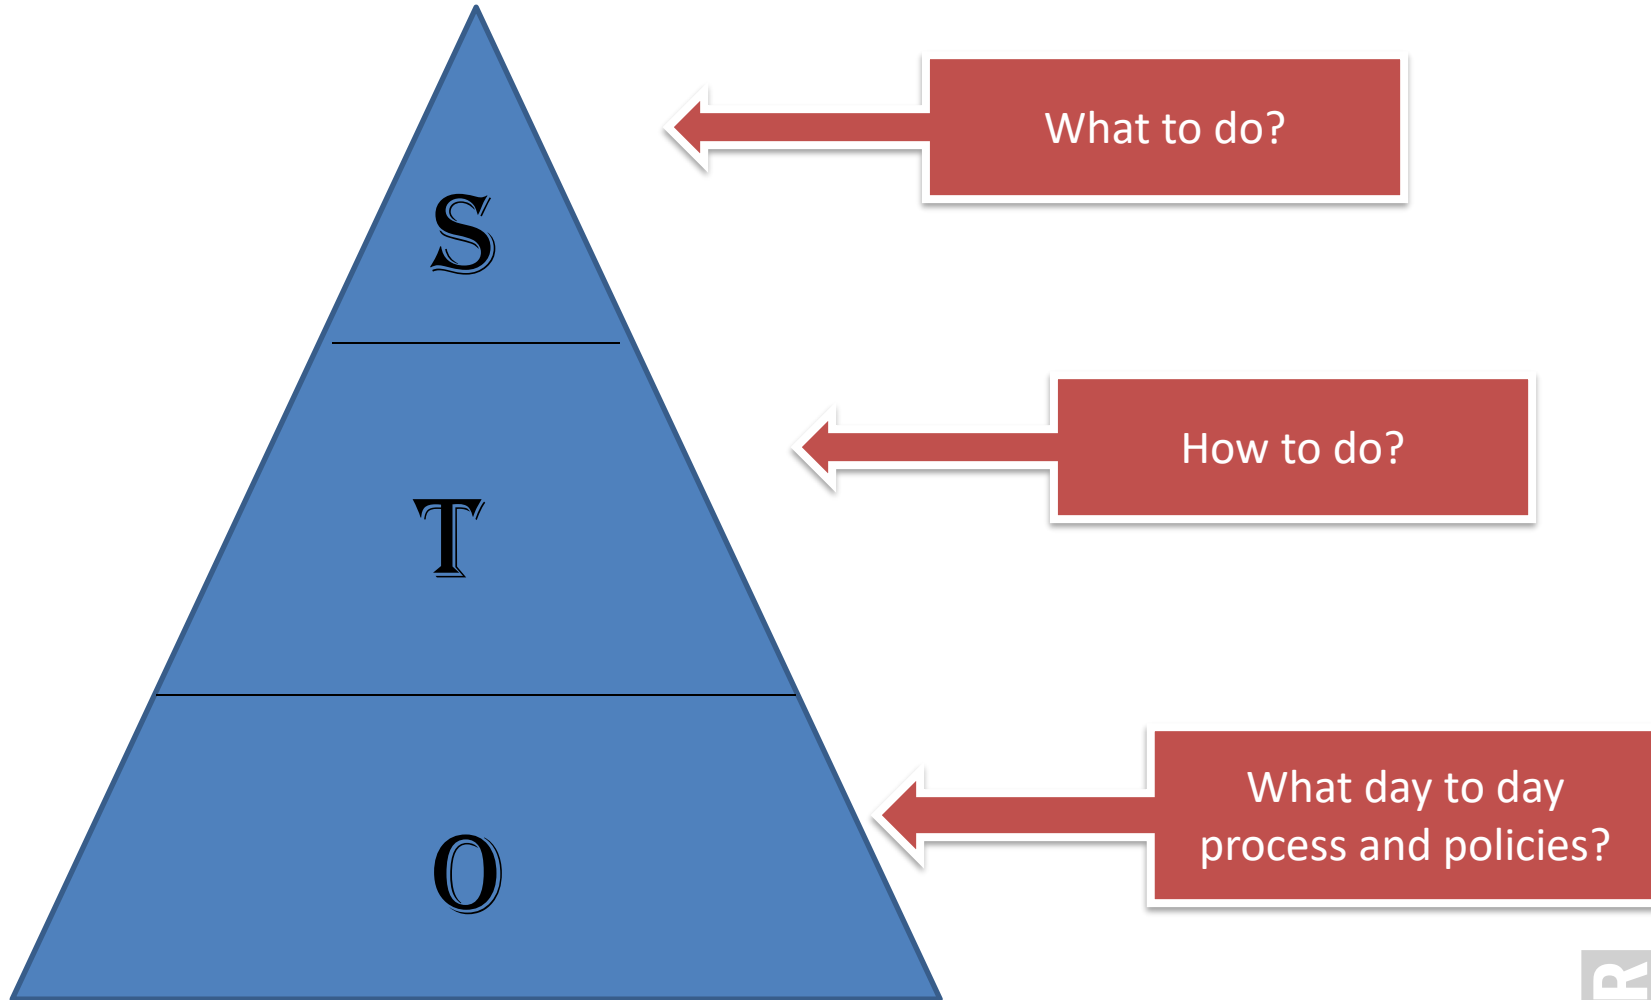 S
What to do?
T
How to do?
O
What day to day
process and policies?
R